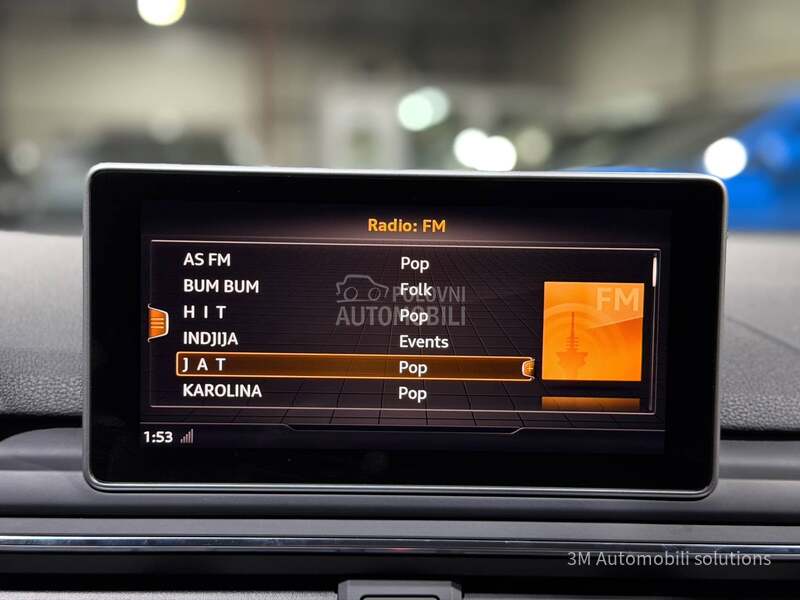 Radio: FM
AS FM Pop
BUM BUM Folk
H I T Pop
INDJIJA Events
J A T Pop
KAROLINA Pop
FM
POLOVNI
AUTOMOBILI
1:53
3M Automobili solutions